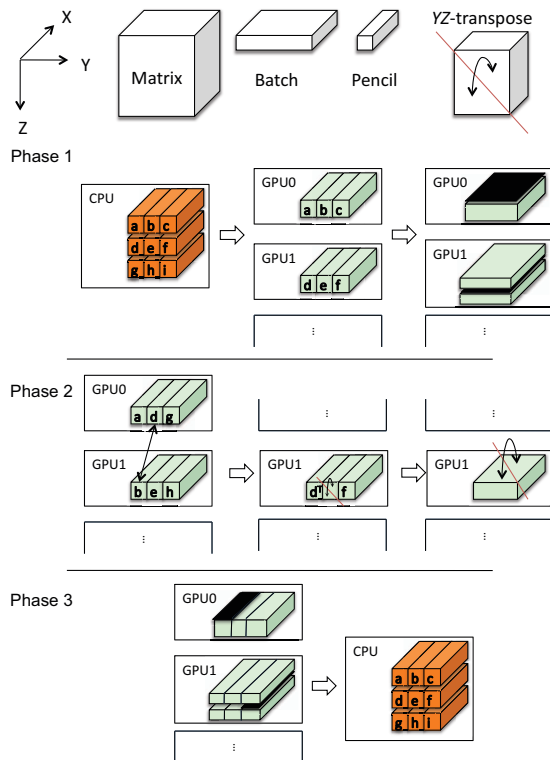 X
YZ-transpose
Y
Matrix
Batch
Pencil
Z
Phase 1
CPU
a b c
d e f
g h i
GPU0
a b c
GPU1
d e f
⋮
GPU0
GPU1
⋮
Phase 2
GPU0
a d g
GPU1
b e h
⋮
⋮
GPU1
dT f
⋮
⋮
GPU1
⋮
Phase 3
GPU0
GPU1
⋮
CPU
a b c
d e f
g h i